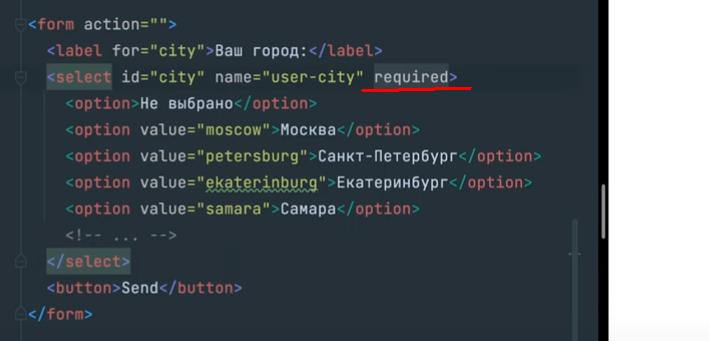 <form action="">
<label for="city">Ваш город:</label>
<select id="city" name="user-city" required>
<option>Не выбрано</option>
<option value="moscow">Москва</option>
<option value="petersburg">Санкт-Петербург</option>
<option value="ekaterinburg">Екатеринбург</option>
<option value="samara">Самара</option>
<!-- ... -->
</select>
<button>Send</button>
</form>